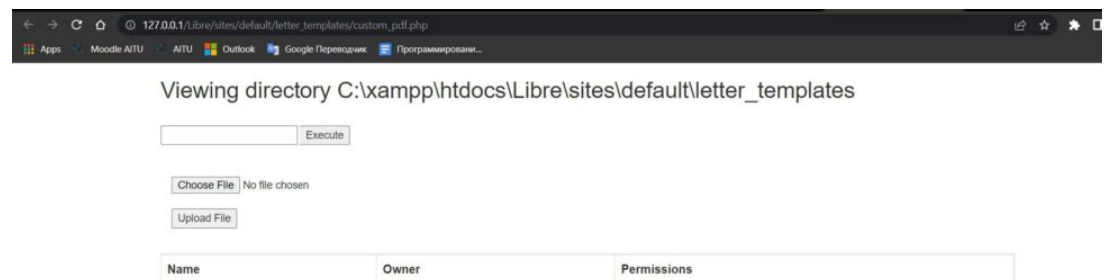 127.0.0.1/Libre/sites/default/letter_templates/custom_pdf.php
Apps Moodle AITU AITU Outlook Google Переводчик Программировани...
Viewing directory C:\xampp\htdocs\Libre\sites\default\letter_templates
Execute
Choose File No file chosen
Upload File
Name Owner Permissions